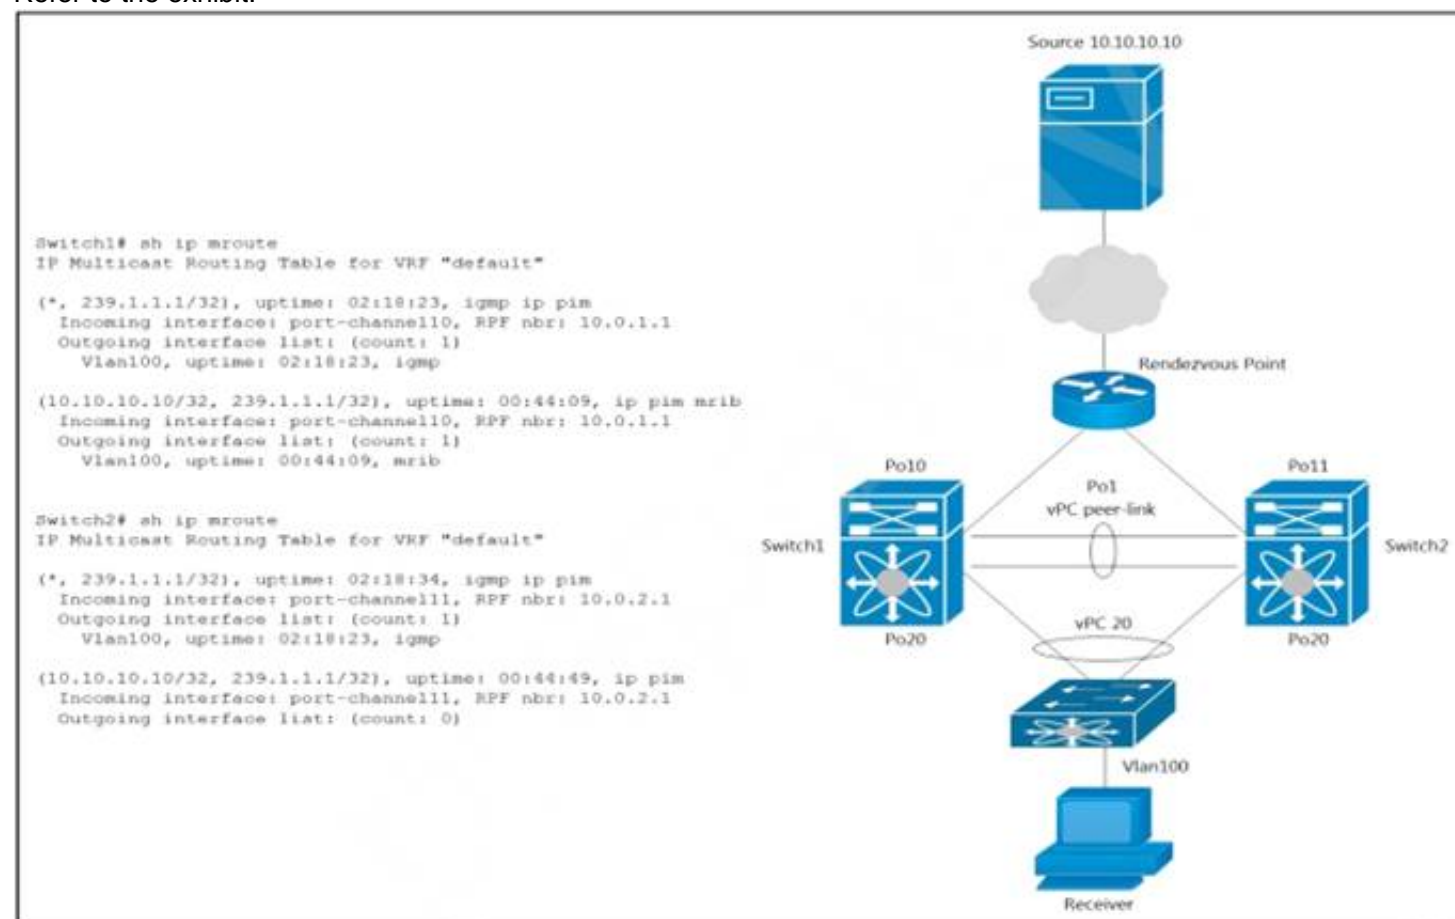 Refer to the exhibit.
Source 10.10.10.10
Switch1# sh ip mroute
IP Multicast Routing Table for VRF "default"
(*, 239.1.1.1/32), uptime: 02:18:23, igmp ip pim
Incoming interface: port-channel10, RPF nbr: 10.0.1.1
Outgoing interface list: (count: 1)
Vlan100, uptime: 02:18:23, igmp
(10.10.10.10/32, 239.1.1.1/32), uptime: 00:44:09, ip pim mrib
Incoming interface: port-channel10, RPF nbr: 10.0.1.1
Outgoing interface list: (count: 1)
Vlan100, uptime: 00:44:09, mrib
Switch2# sh ip mroute
IP Multicast Routing Table for VRF "default"
(*, 239.1.1.1/32), uptime: 02:18:34, igmp ip pim
Incoming interface: port-channel11, RPF nbr: 10.0.2.1
Outgoing interface list: (count: 1)
Vlan100, uptime: 02:18:23, igmp
(10.10.10.10/32, 239.1.1.1/32), uptime: 00:44:49, ip pim
Incoming interface: port-channel11, RPF nbr: 10.0.2.1
Outgoing interface list: (count: 0)
Rendezvous Point
Po10
Po11
Po1
vPC peer-link
Switch1
Switch2
Po20
vPC 20
Po20
Vlan100
Receiver